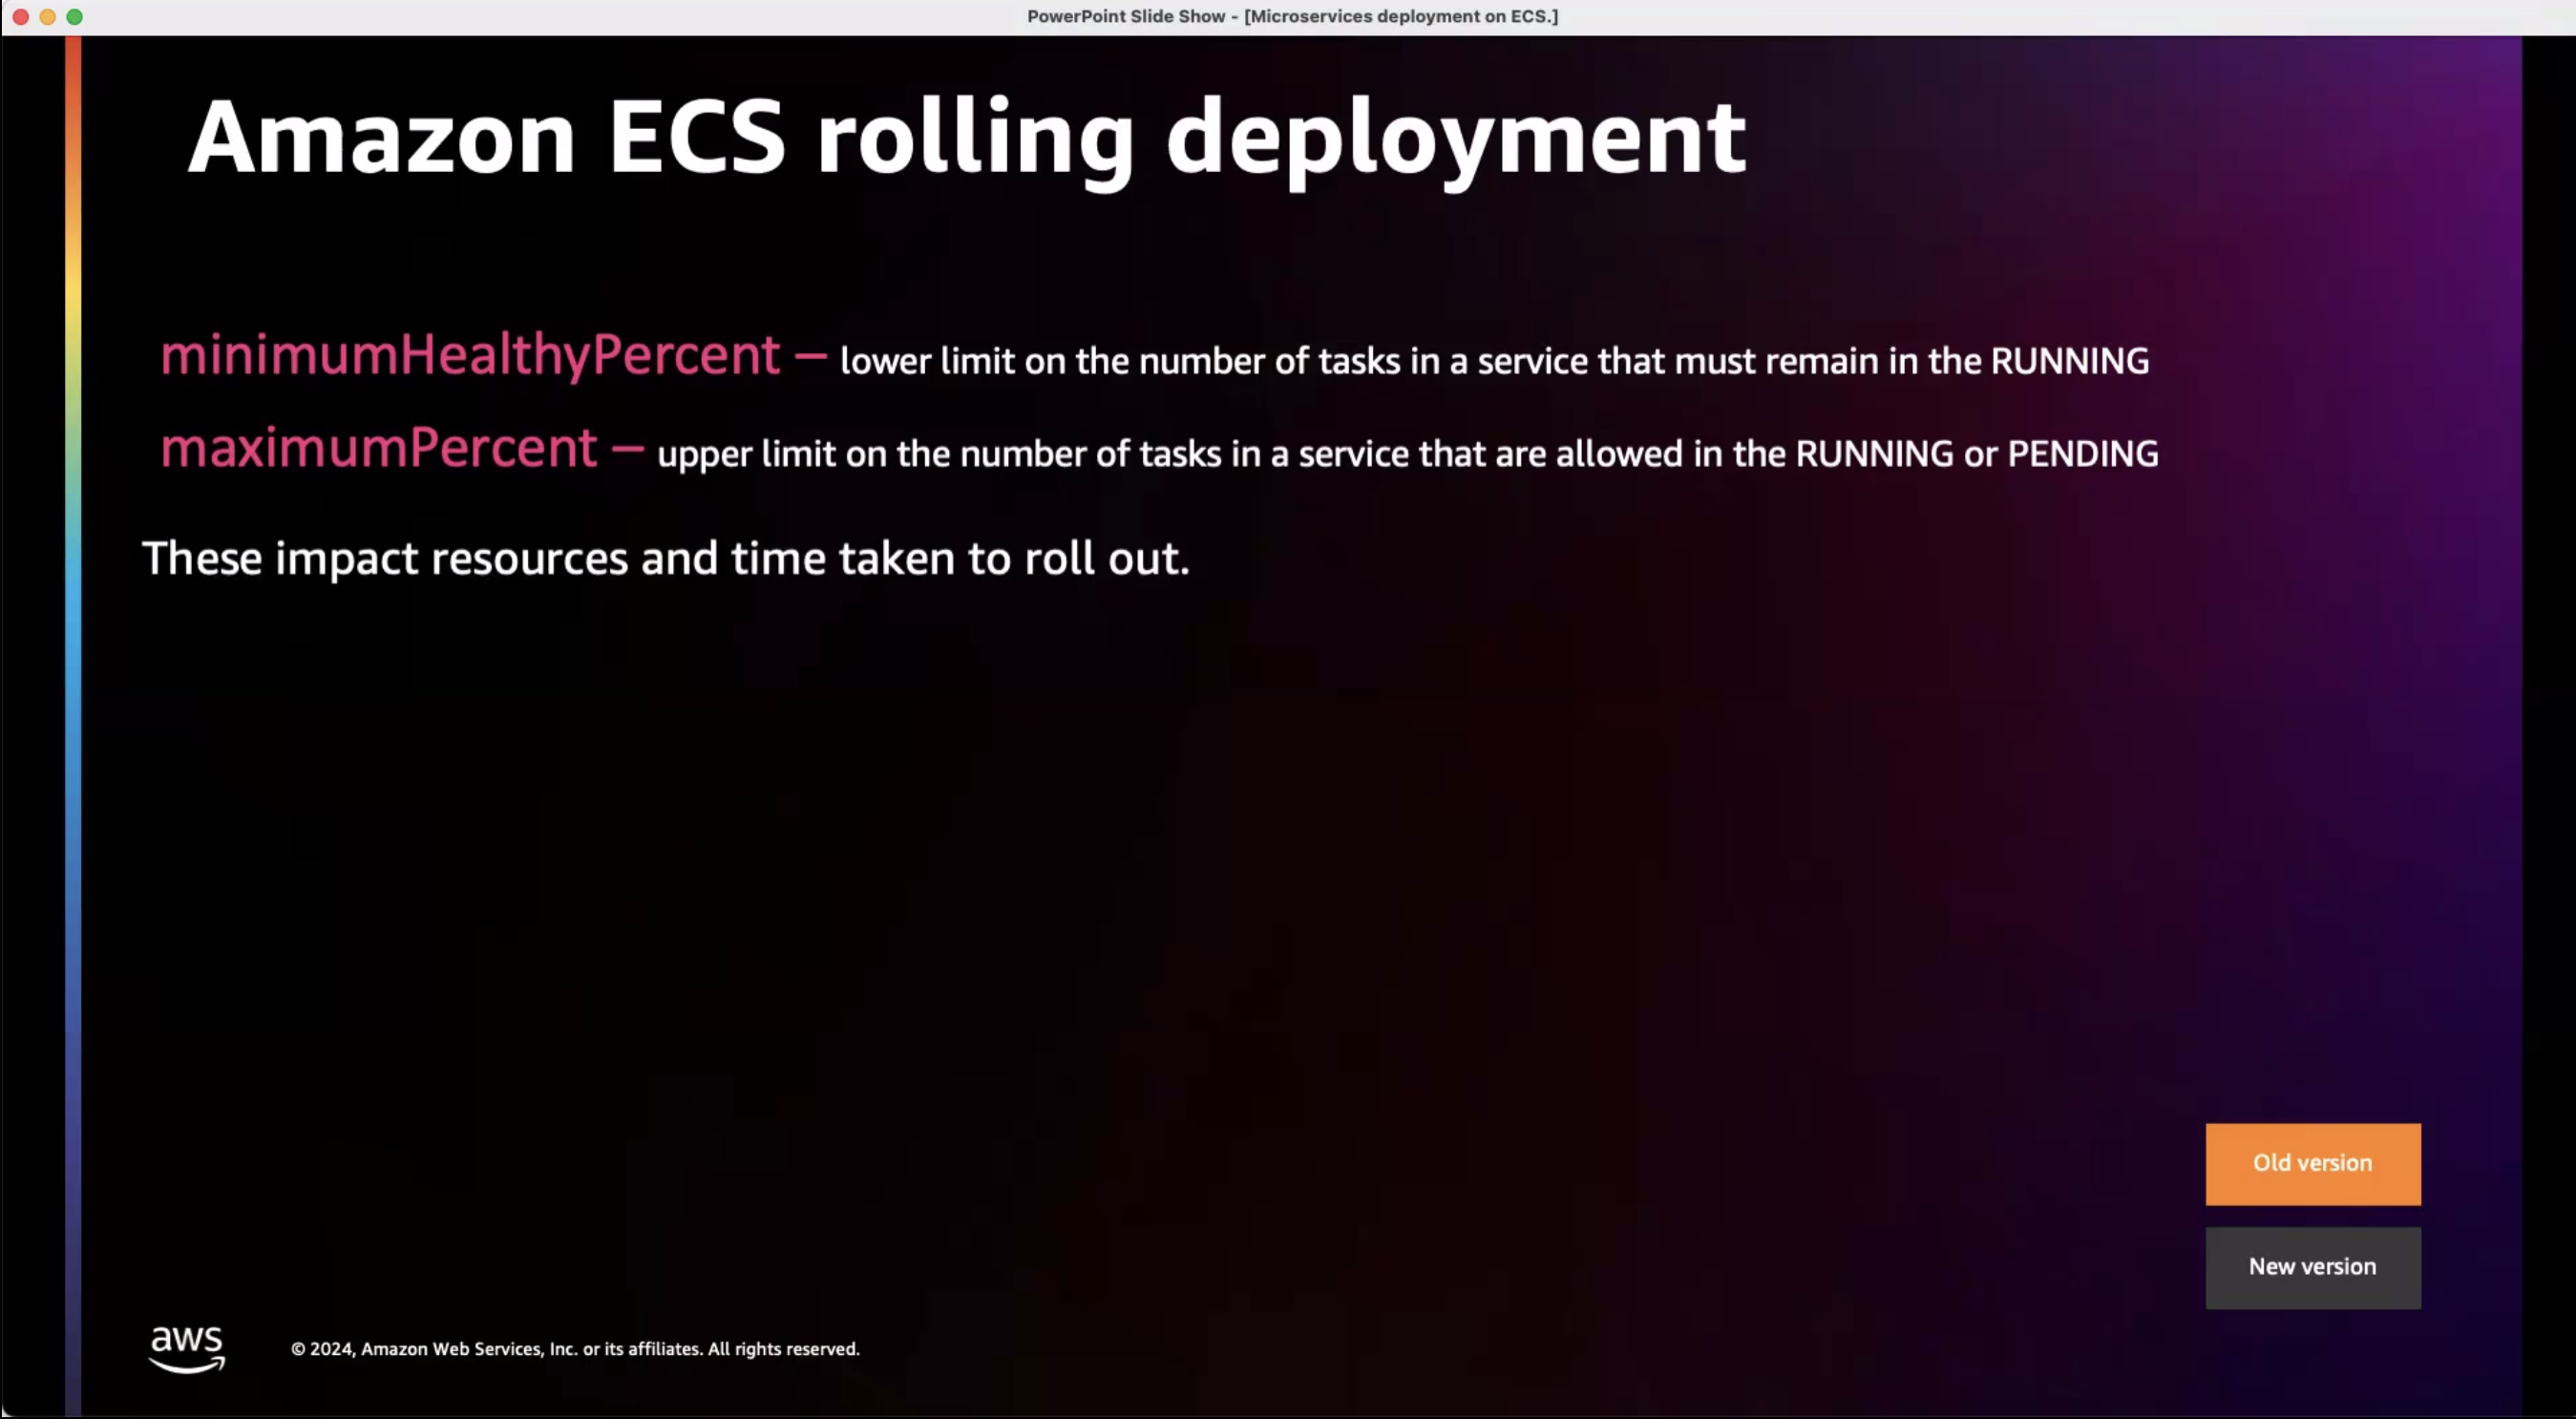 PowerPoint Slide Show - [Microservices deployment on ECS.]
Amazon ECS rolling deployment
minimumHealthyPercent – lower limit on the number of tasks in a service that must remain in the RUNNING
maximumPercent – upper limit on the number of tasks in a service that are allowed in the RUNNING or PENDING
These impact resources and time taken to roll out.
Old version
New version
aws
© 2024, Amazon Web Services, Inc. or its affiliates. All rights reserved.